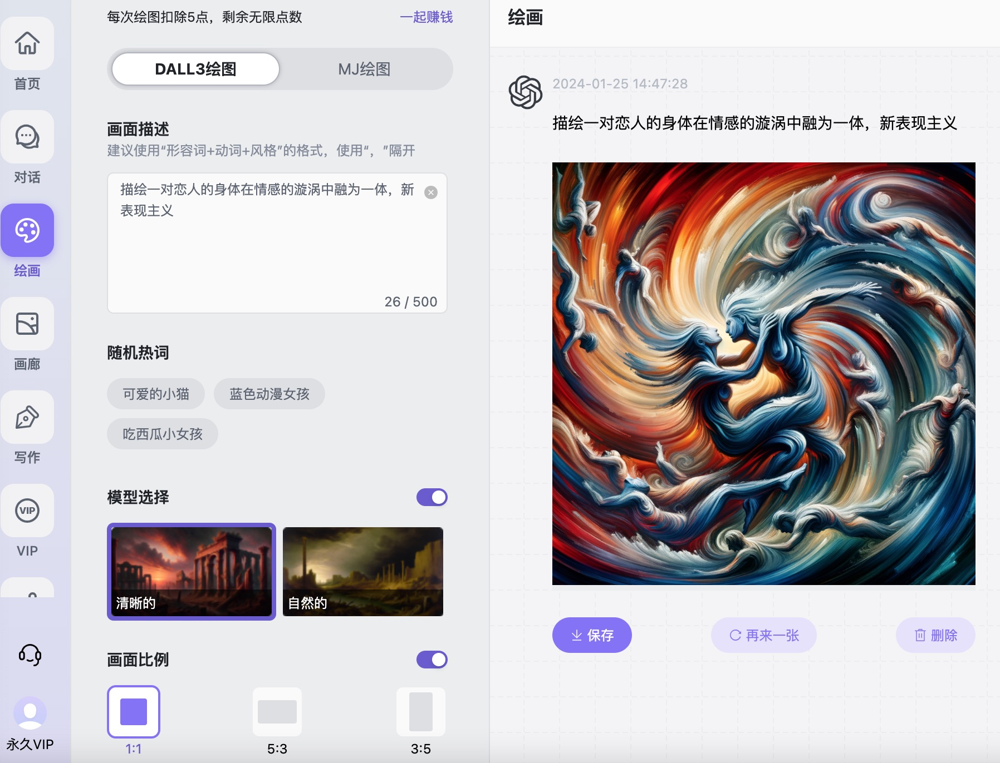 首页
对话
绘画
画廊
写作
VIP
VIP
永久VIP
每次绘图扣除5点，剩余无限点数
一起赚钱
DALL3绘图
MJ绘图
画面描述
建议使用“形容词+动词+风格”的格式，使用“，”隔开
描绘一对恋人的身体在情感的漩涡中融为一体，新
表现主义
26 / 500
随机热词
可爱的小猫
蓝色动漫女孩
吃西瓜小女孩
模型选择
清晰的
自然的
画面比例
1:1
5:3
3:5
绘画
2024-01-25 14:47:28
描绘一对恋人的身体在情感的漩涡中融为一体，新表现主义
保存
再来一张
删除